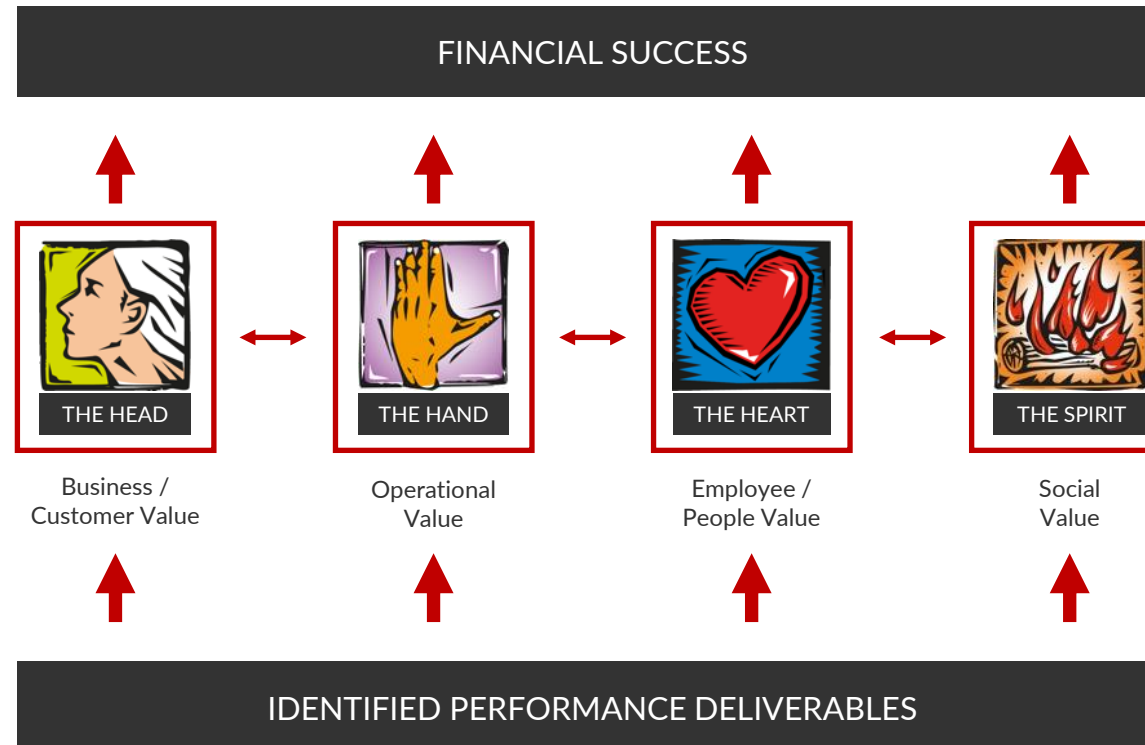 FINANCIAL SUCCESS
THE HEAD
THE HAND
THE HEART
THE SPIRIT
Business /
Customer Value
Operational
Value
Employee /
People Value
Social
Value
IDENTIFIED PERFORMANCE DELIVERABLES